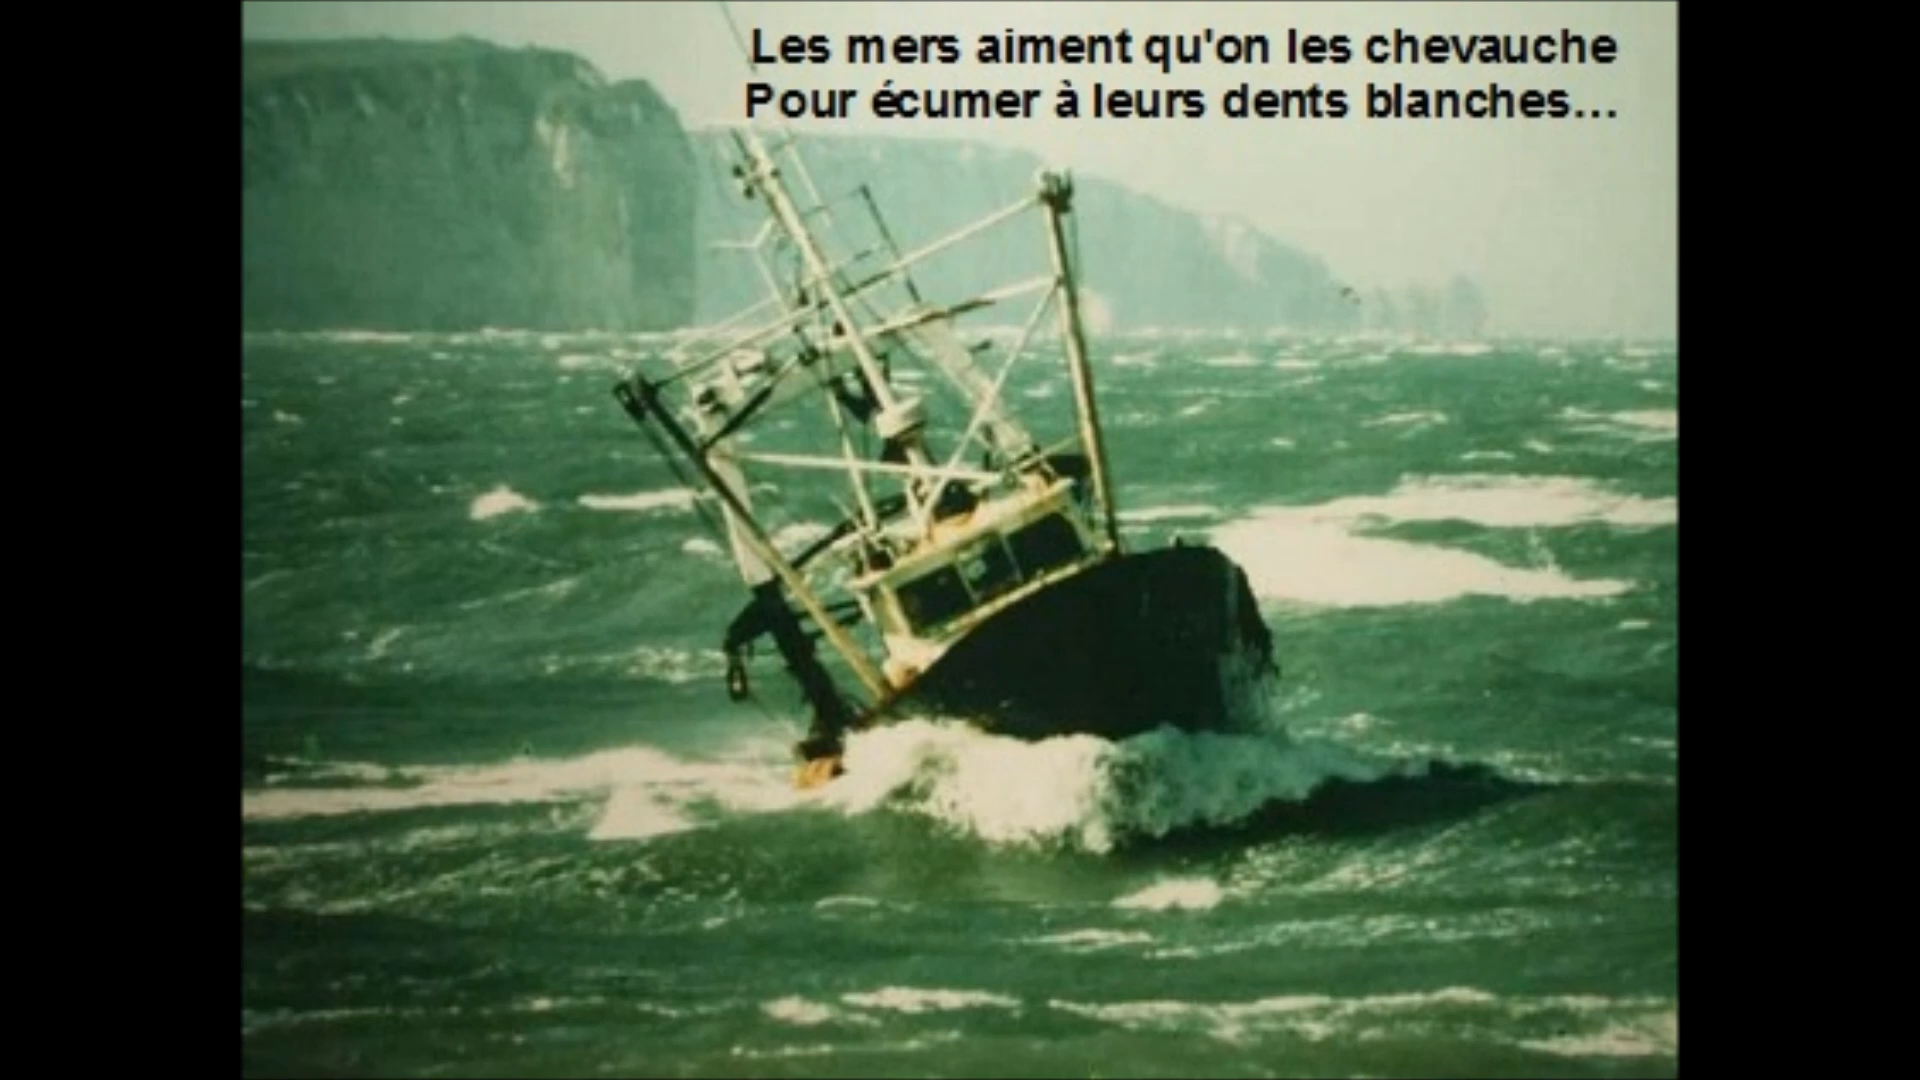 Les mers aiment qu'on les chevauche
Pour écumer à leurs dents blanches...